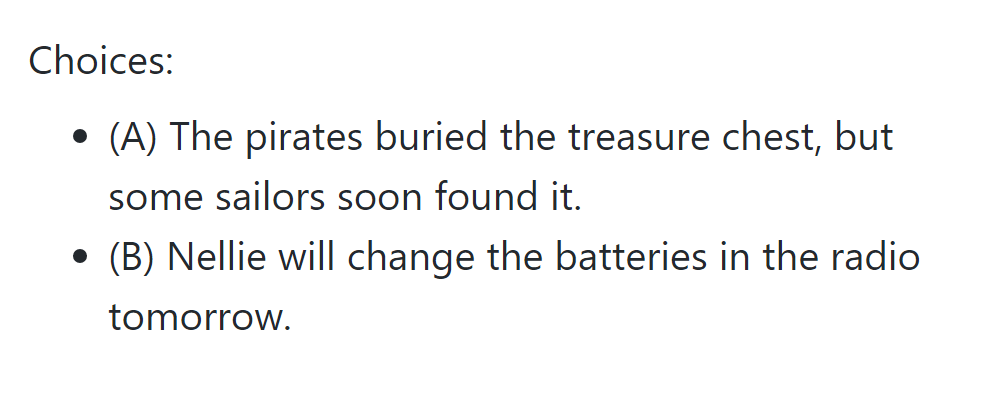 Choices:
(A) The pirates buried the treasure chest, but
some sailors soon found it.
(B) Nellie will change the batteries in the radio
tomorrow.